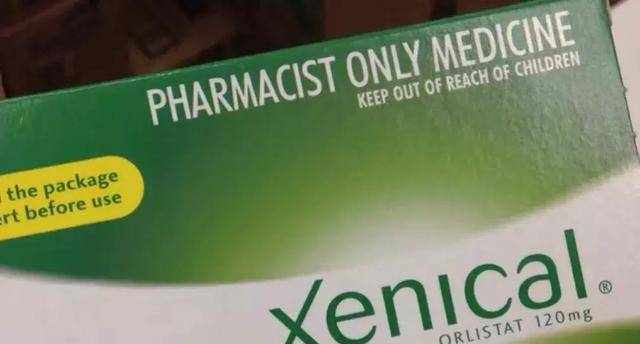 PHARMACIST ONLY MEDICINE
KEEP OUT OF REACH OF CHILDREN
the package
before use
Xenical®
ORLISTAT 120mg